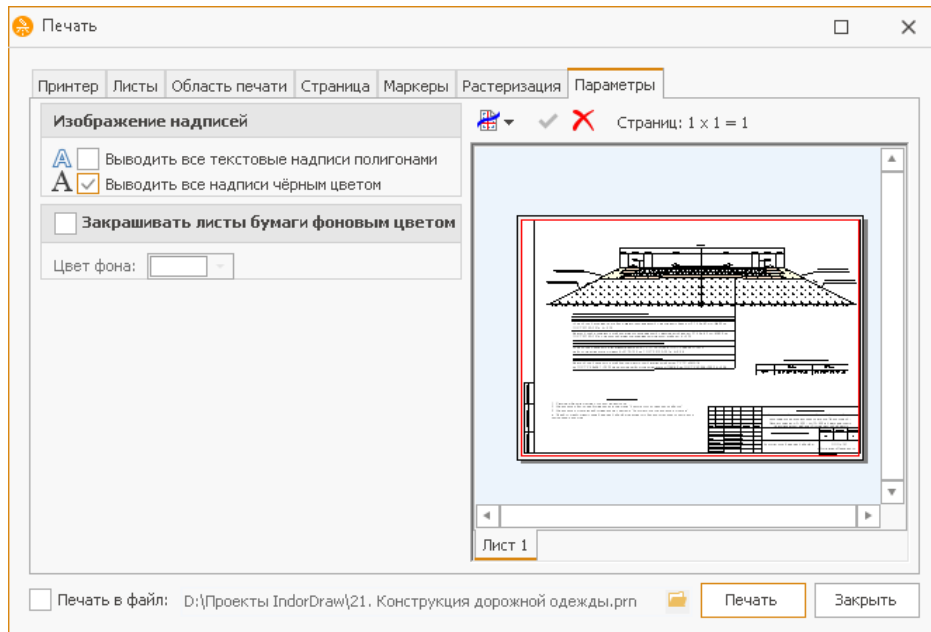 Печать
Принтер Листы Область печати Страница Маркеры Растеризация Параметры
Изображение надписей
Страниц: 1 x 1 = 1
A Выводить все текстовые надписи полигонами
A Выводить все надписи чёрным цветом
Закрашивать листы бумаги фоновым цветом
Цвет фона:
Лист 1
Печать в файл: D:\Проекты IndorDraw\21. Конструкция дорожной одежды.prn Печать Закрыть